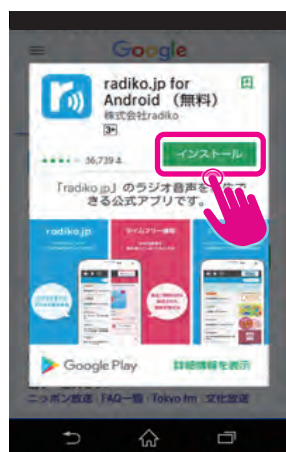 Google
radiko.jp for
Android (無料)
株式会社radiko
3+
36,739
インストール
「radiko.jp」のラジオ音声を
きる公式アプリです。
radiko.jp
タイムフリー聴取
Google Play
詳細情報を表示
ニッポン放送 FAQ一覧 Tokyo fm 文化放送